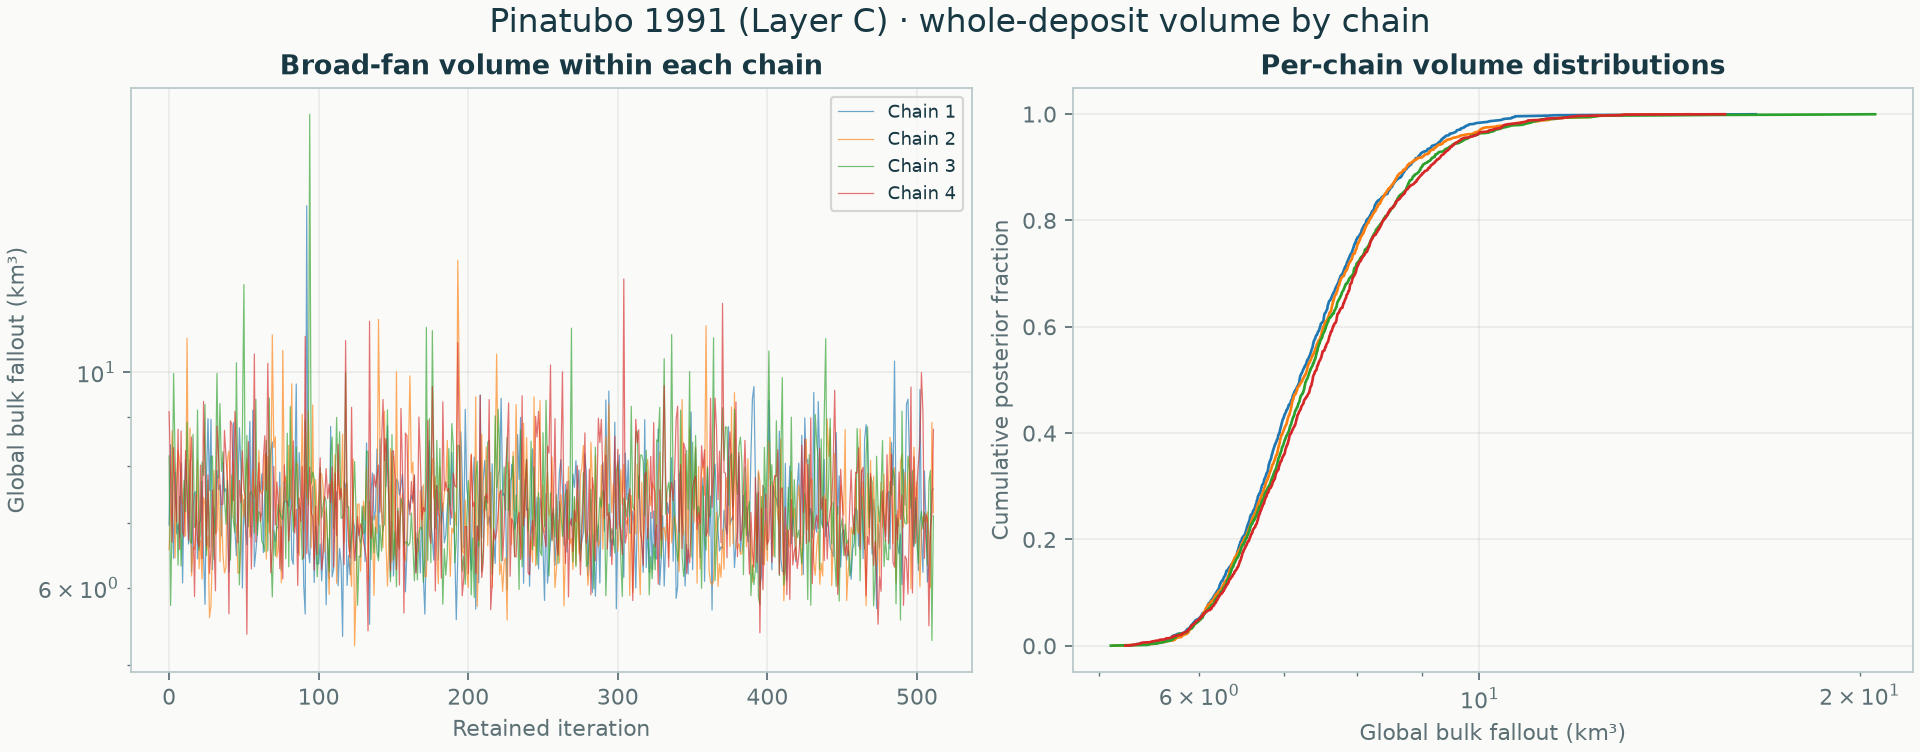 Pinatubo 1991 (Layer C) · whole-deposit volume by chain
Broad-fan volume within each chain
Global bulk fallout (km³)
10¹
6 × 10⁰
Chain 1
Chain 2
Chain 3
Chain 4
0 100 200 300 400 500
Retained iteration
Per-chain volume distributions
Cumulative posterior fraction
1.0
0.8
0.6
0.4
0.2
0.0
6 × 10⁰ 10¹ 2 × 10¹
Global bulk fallout (km³)